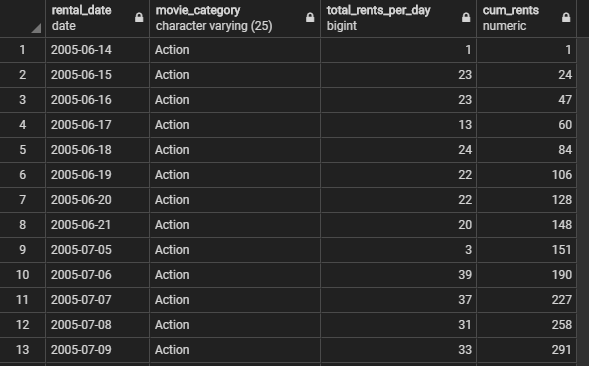 rental_date movie_category total_rents_per_day cum_rents
date character varying (25) bigint numeric
1 2005-06-14 Action 1 1
2 2005-06-15 Action 23 24
3 2005-06-16 Action 23 47
4 2005-06-17 Action 13 60
5 2005-06-18 Action 24 84
6 2005-06-19 Action 22 106
7 2005-06-20 Action 22 128
8 2005-06-21 Action 20 148
9 2005-07-05 Action 3 151
10 2005-07-06 Action 39 190
11 2005-07-07 Action 37 227
12 2005-07-08 Action 31 258
13 2005-07-09 Action 33 291